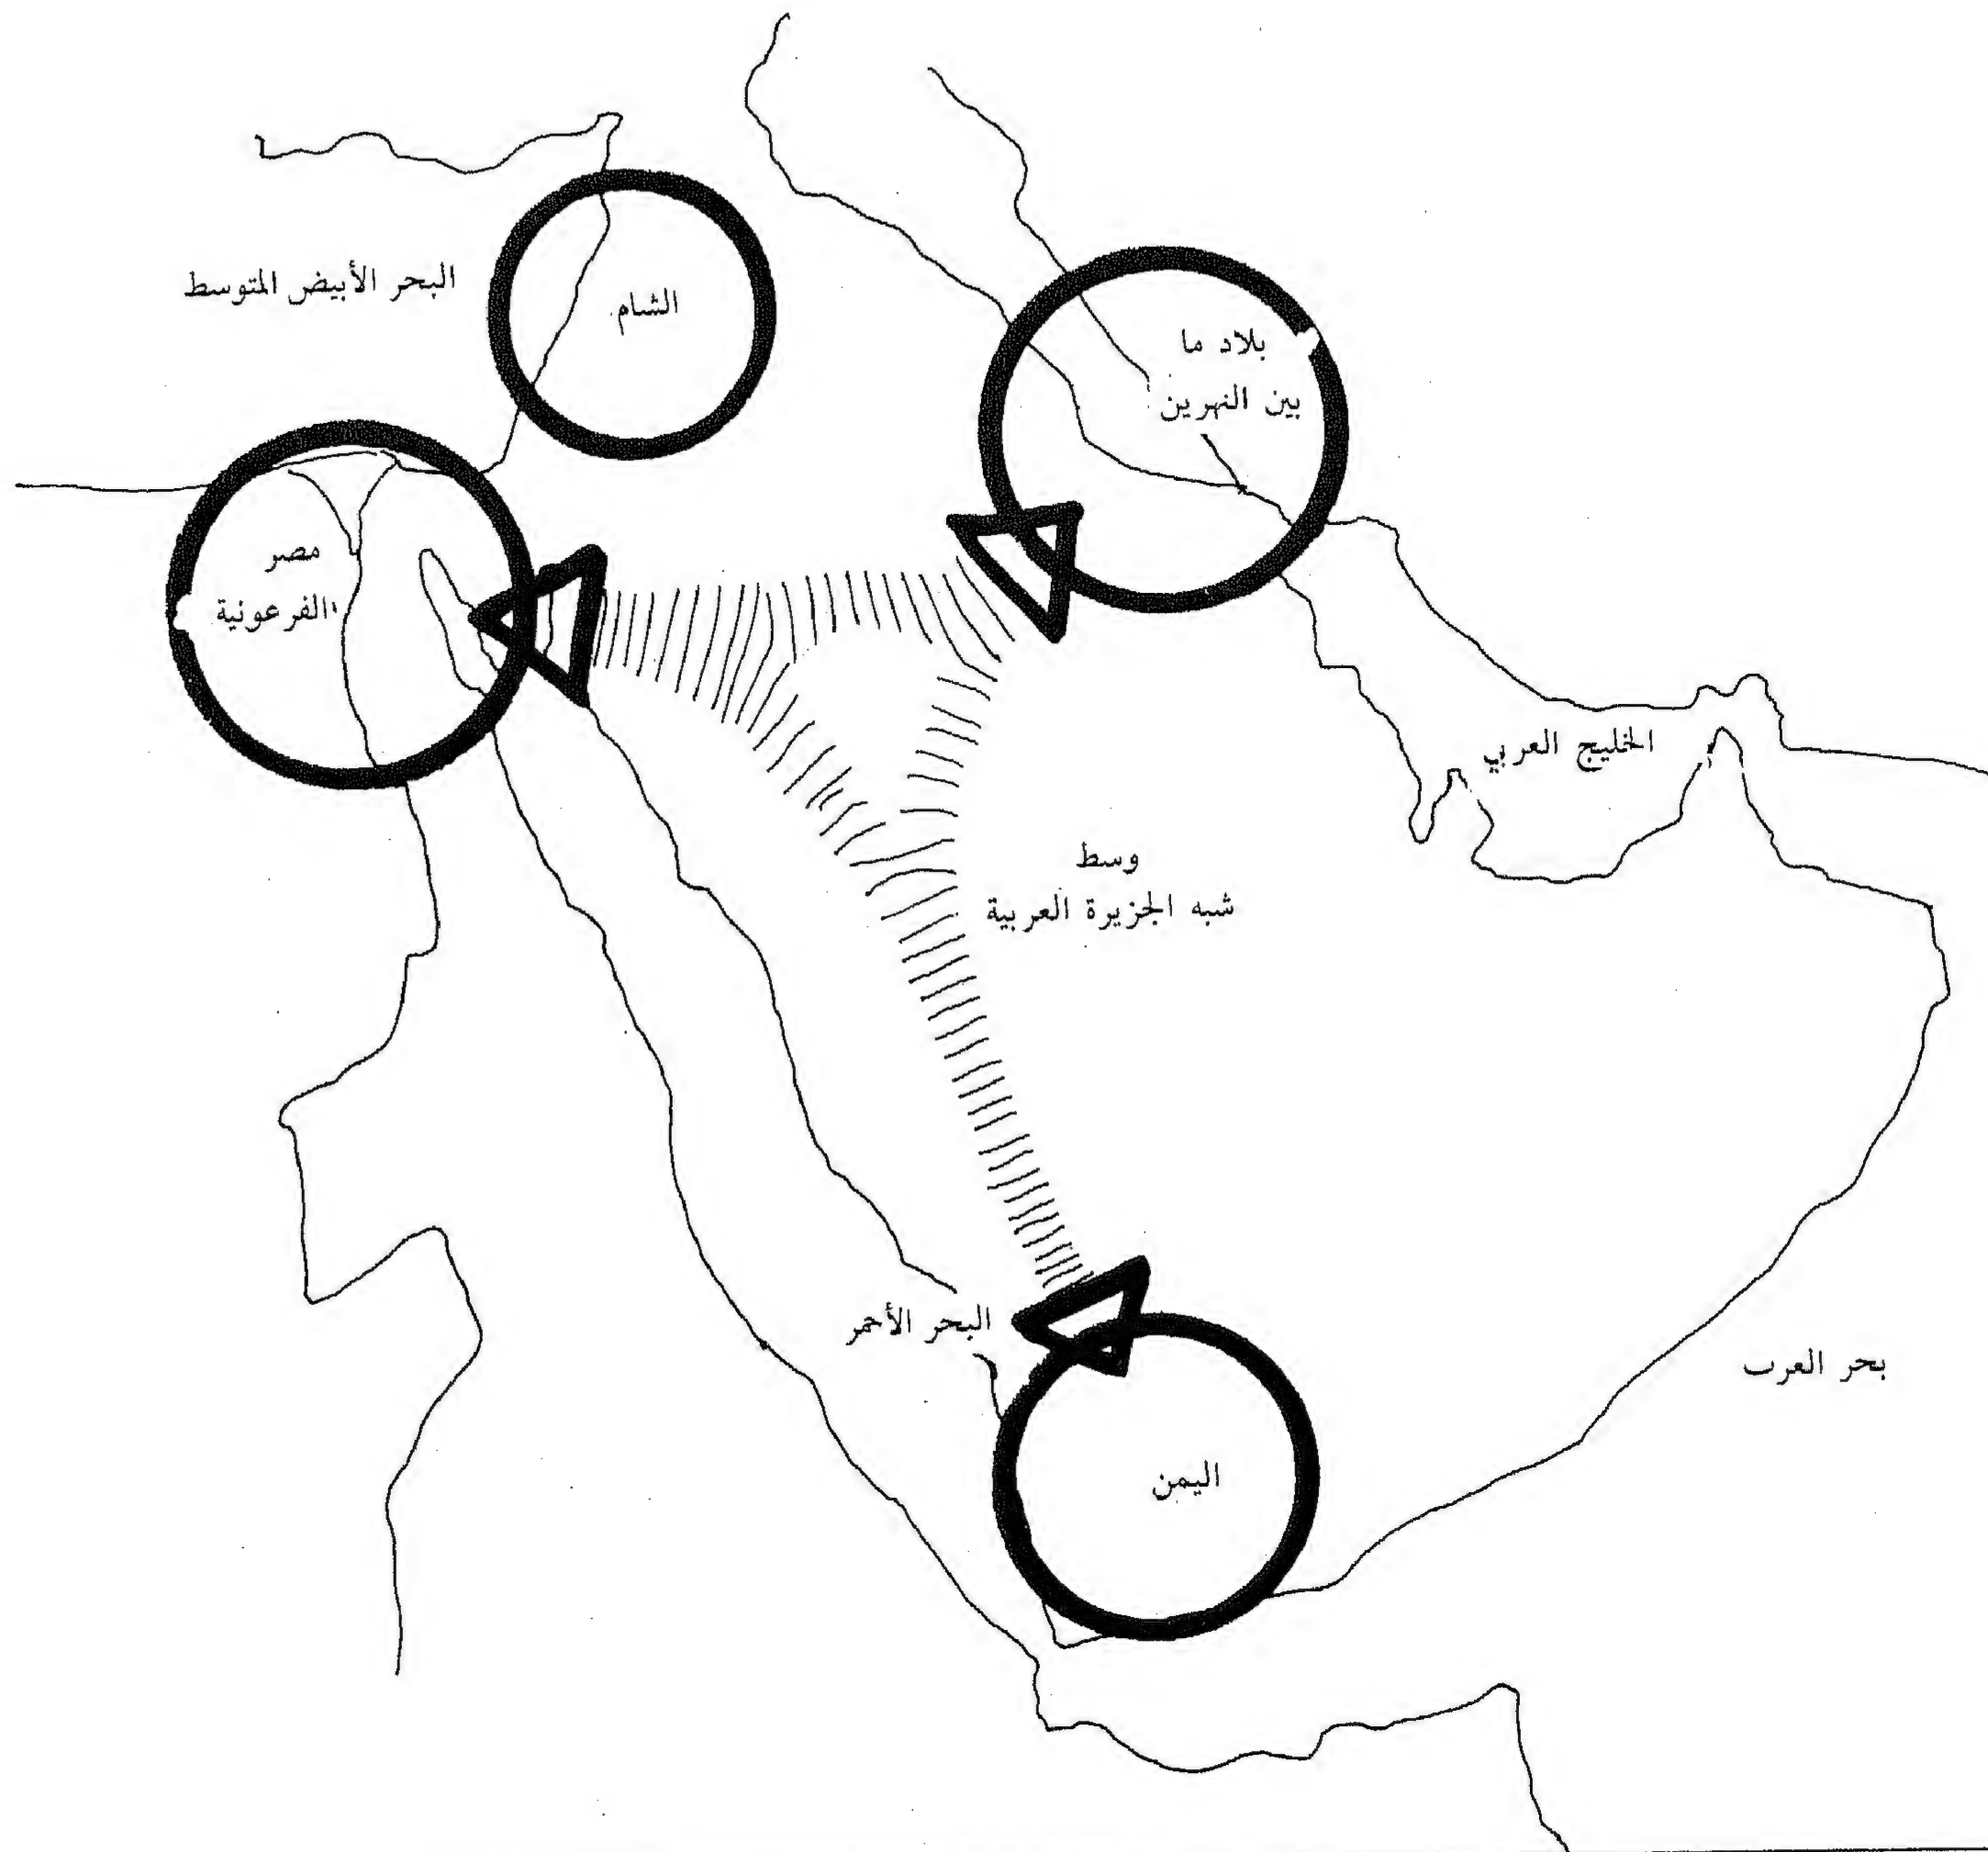 البحر الأبيض المتوسط
الشام
بلاد ما
بين النهرين
مصر
الفرعونية
الخليج العربي
وسط
شبه الجزيرة العربية
البحر الأحمر
بحر العرب
اليمن